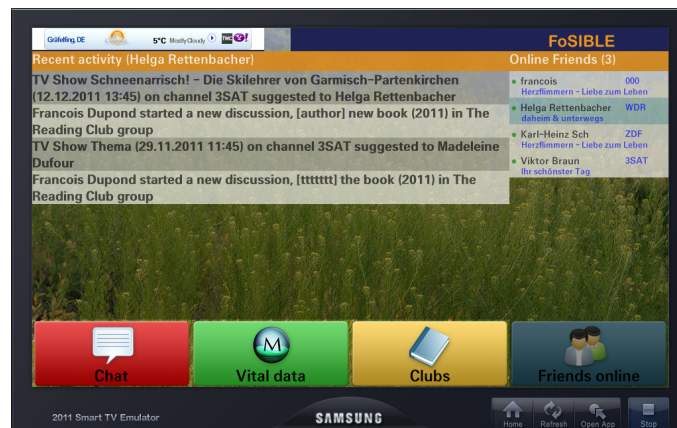 Gräfelfing, DE 5°C Mostly Cloudy TWC Y!
FoSIBLE
Recent activity (Helga Rettenbacher)
Online Friends (3)
TV Show Schneenarrisch! - Die Skilehrer von Garmisch-Partenkirchen
(12.12.2011 13:45) on channel 3SAT suggested to Helga Rettenbacher
Francois Dupond started a new discussion, [author] new book (2011) in The
Reading Club group
TV Show Thema (29.11.2011 11:45) on channel 3SAT suggested to Madeleine
Dufour
Francois Dupond started a new discussion, [ttttttt] the book (2011) in The
Reading Club group
francois 000
Herzflimmern - Liebe zum Leben
Helga Rettenbacher WDR
daheim & unterwegs
Karl-Heinz Sch ZDF
Herzflimmern - Liebe zum Leben
Viktor Braun 3SAT
Ihr schönster Tag
Chat
M
Vital data
Clubs
Friends online
2011 Smart TV Emulator
SAMSUNG
Home Refresh Open App Stop